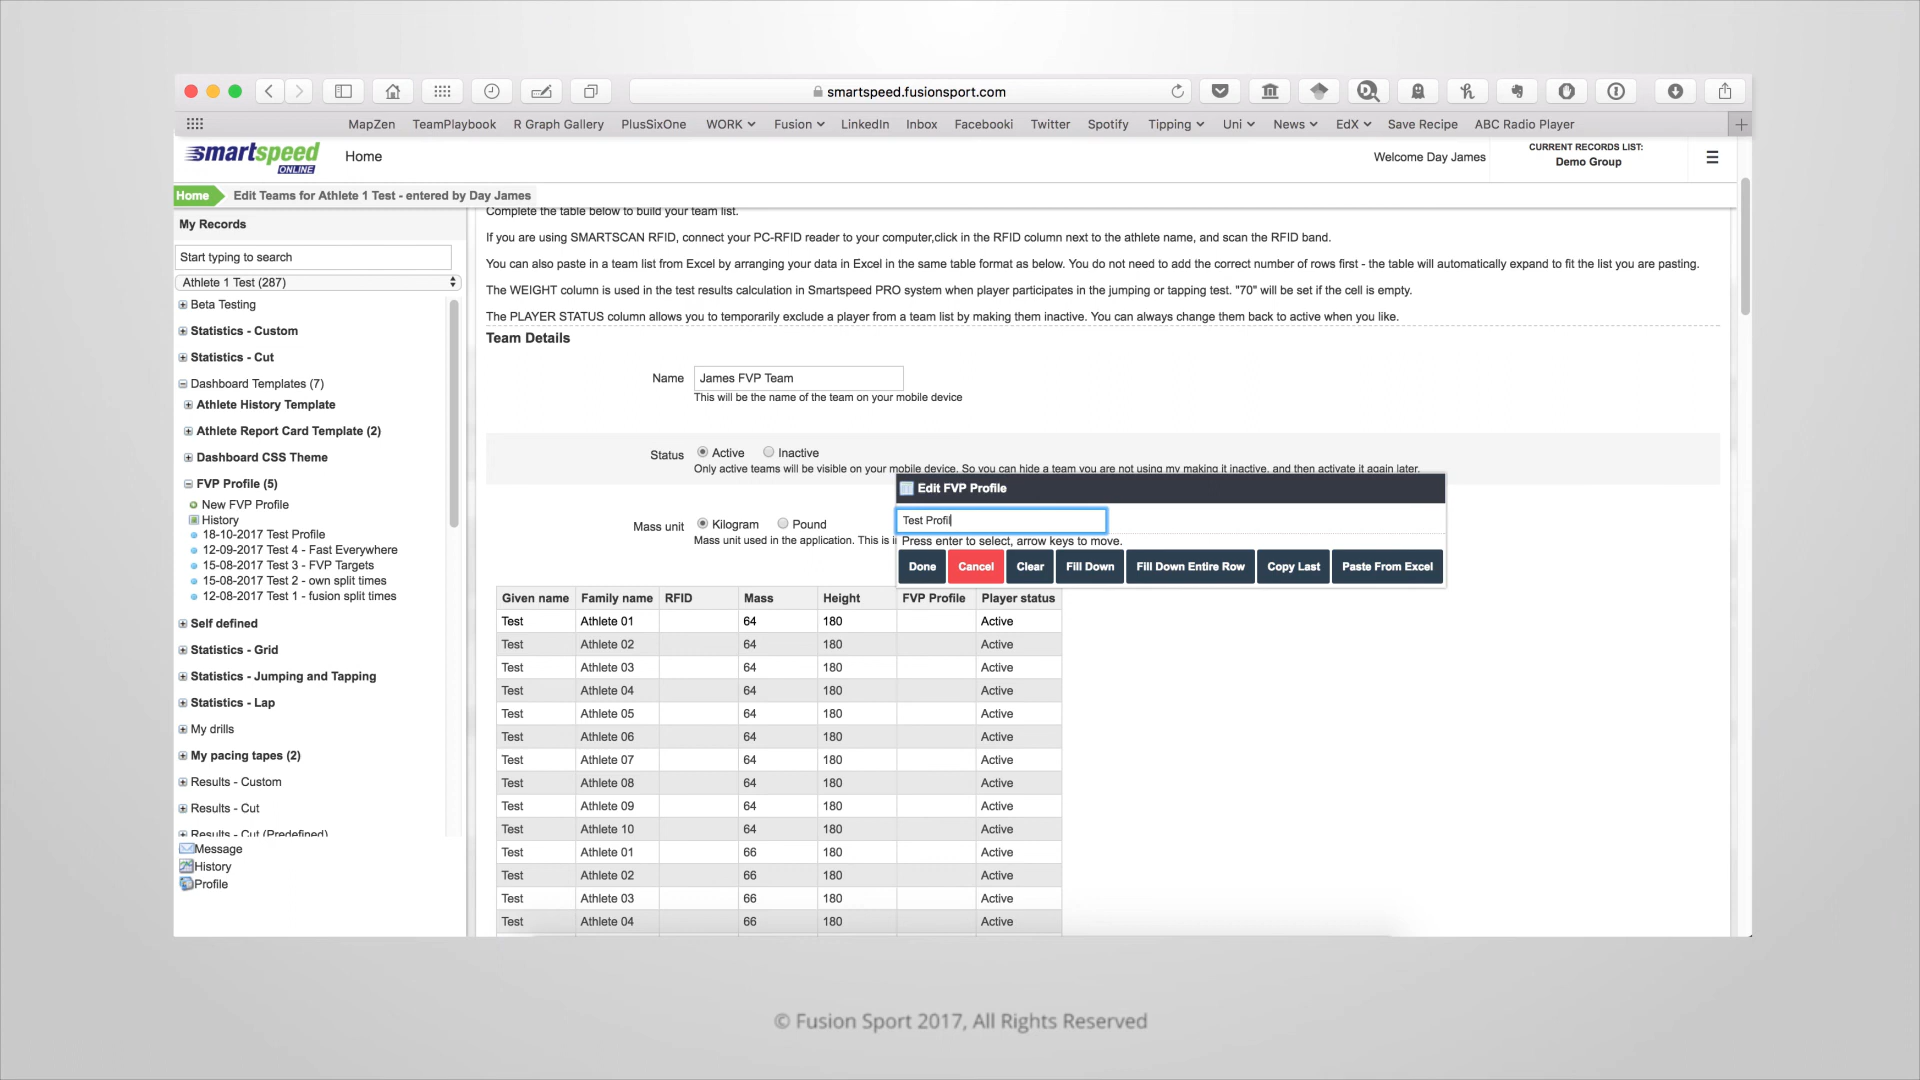 smartspeed.fusionsport.com
MapZen TeamPlaybook R Graph Gallery PlusSixOne WORK Fusion LinkedIn Inbox Facebooki Twitter Spotify Tipping Uni News EdX Save Recipe ABC Radio Player
smartspeed
ONLINE
Home
Welcome Day James
CURRENT RECORDS LIST:
Demo Group
Home
Edit Teams for Athlete 1 Test - entered by Day James
My Records
Start typing to search
Athlete 1 Test (287)
Beta Testing
Statistics - Custom
Statistics - Cut
Dashboard Templates (7)
Athlete History Template
Athlete Report Card Template (2)
Dashboard CSS Theme
FVP Profile (5)
New FVP Profile
History
18-10-2017 Test Profile
12-09-2017 Test 4 - Fast Everywhere
15-08-2017 Test 3 - FVP Targets
15-08-2017 Test 2 - own split times
12-08-2017 Test 1 - fusion split times
Self defined
Statistics - Grid
Statistics - Jumping and Tapping
Statistics - Lap
My drills
My pacing tapes (2)
Results - Custom
Results - Cut
Results - Cut (Predefined)
Message
History
Profile
Complete the table below to build your team list.
If you are using SMARTSCAN RFID, connect your PC-RFID reader to your computer,click in the RFID column next to the athlete name, and scan the RFID band.
You can also paste in a team list from Excel by arranging your data in Excel in the same table format as below. You do not need to add the correct number of rows first - the table will automatically expand to fit the list you are pasting.
The WEIGHT column is used in the test results calculation in Smartspeed PRO system when player participates in the jumping or tapping test. "70" will be set if the cell is empty.
The PLAYER STATUS column allows you to temporarily exclude a player from a team list by making them inactive. You can always change them back to active when you like.
Team Details
Name James FVP Team
This will be the name of the team on your mobile device
Status Active Inactive
Only active teams will be visible on your mobile device. So you can hide a team you are not using my making it inactive, and then activate it again later.
Mass unit Kilogram Pound
Mass unit used in the application. This is i
Edit FVP Profile
Test Profil
Press enter to select, arrow keys to move.
Done Cancel Clear Fill Down Fill Down Entire Row Copy Last Paste From Excel
Given name Family name RFID Mass Height FVP Profile Player status
Test Athlete 01 64 180 Active
Test Athlete 02 64 180 Active
Test Athlete 03 64 180 Active
Test Athlete 04 64 180 Active
Test Athlete 05 64 180 Active
Test Athlete 06 64 180 Active
Test Athlete 07 64 180 Active
Test Athlete 08 64 180 Active
Test Athlete 09 64 180 Active
Test Athlete 10 64 180 Active
Test Athlete 01 66 180 Active
Test Athlete 02 66 180 Active
Test Athlete 03 66 180 Active
Test Athlete 04 66 180 Active
© Fusion Sport 2017, All Rights Reserved